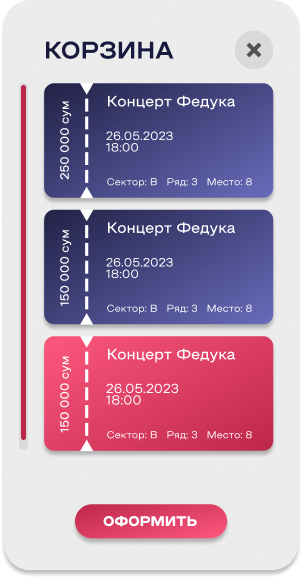 КОРЗИНА
250 000 сум
Концерт Федука
26.05.2023
18:00
Сектор: В Ряд: 3 Место: 8
150 000 сум
Концерт Федука
26.05.2023
18:00
Сектор: В Ряд: 3 Место: 8
150 000 сум
Концерт Федука
26.05.2023
18:00
Сектор: В Ряд: 3 Место: 8
ОФОРМИТЬ